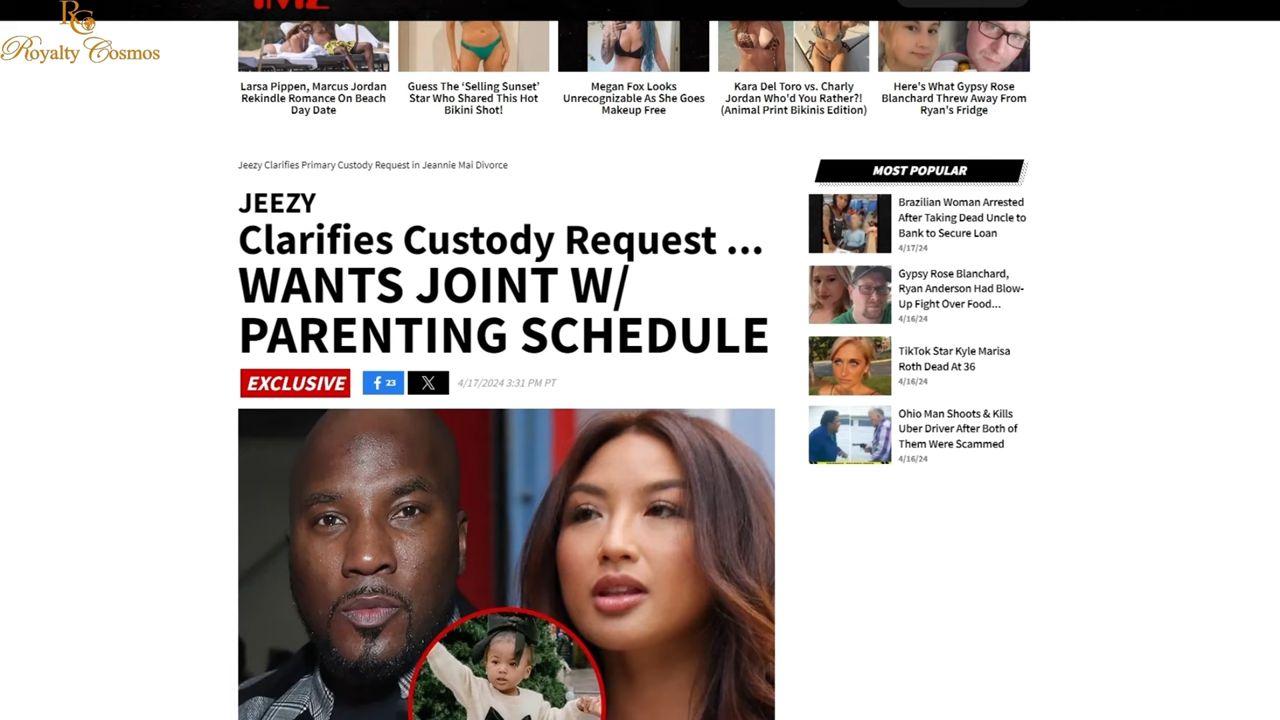 RC
Royalty Cosmos
TMZ
Larsa Pippen, Marcus Jordan
Rekindle Romance On Beach
Day Date
Guess The 'Selling Sunset'
Star Who Shared This Hot
Bikini Shot!
Megan Fox Looks
Unrecognizable As She Goes
Makeup Free
Kara Del Toro vs. Charly
Jordan Who'd You Rather?!
(Animal Print Bikinis Edition)
Here's What Gypsy Rose
Blanchard Threw Away From
Ryan's Fridge
Jeezy Clarifies Primary Custody Request in Jeannie Mai Divorce
JEEZY
Clarifies Custody Request ...
WANTS JOINT W/
PARENTING SCHEDULE
EXCLUSIVE
23
4/17/2024 3:31 PM PT
MOST POPULAR
Brazilian Woman Arrested
After Taking Dead Uncle to
Bank to Secure Loan
4/17/24
Gypsy Rose Blanchard,
Ryan Anderson Had Blow-
Up Fight Over Food...
4/16/24
TikTok Star Kyle Marisa
Roth Dead At 36
4/16/24
Ohio Man Shoots & Kills
Uber Driver After Both of
Them Were Scammed
4/16/24